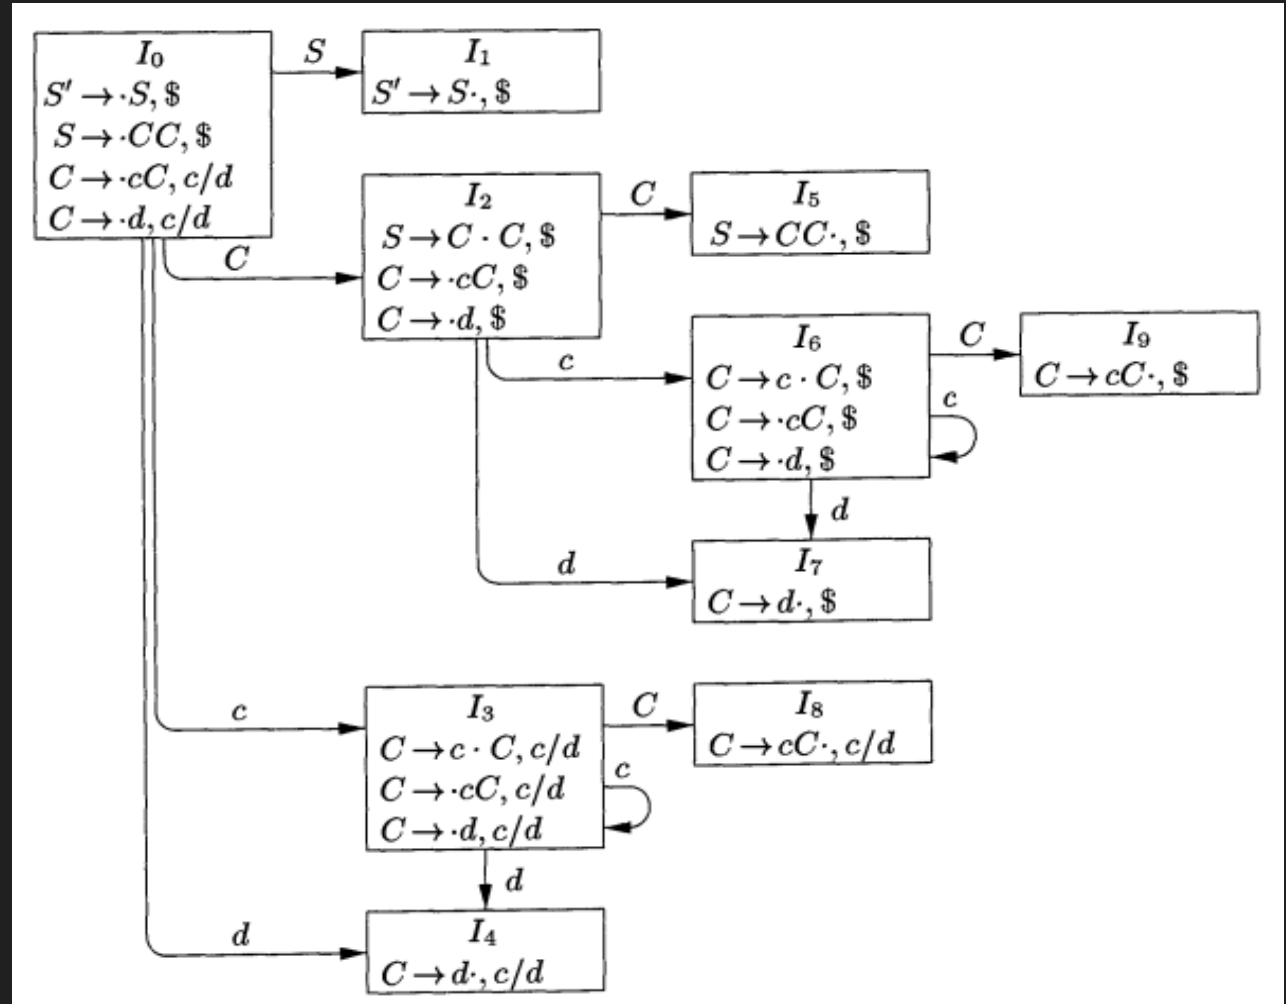 I₀
S′ → ·S, $
S → ·CC, $
C → ·cC, c/d
C → ·d, c/d
S
I₁
S′ → S·, $
C
I₂
S → C · C, $
C → ·cC, $
C → ·d, $
C
I₅
S → CC·, $
c
I₆
C → c · C, $
C → ·cC, $
C → ·d, $
C
I₉
C → cC·, $
c
d
d
I₇
C → d·, $
c
I₃
C → c · C, c/d
C → ·cC, c/d
C → ·d, c/d
C
I₈
C → cC·, c/d
c
d
d
I₄
C → d·, c/d